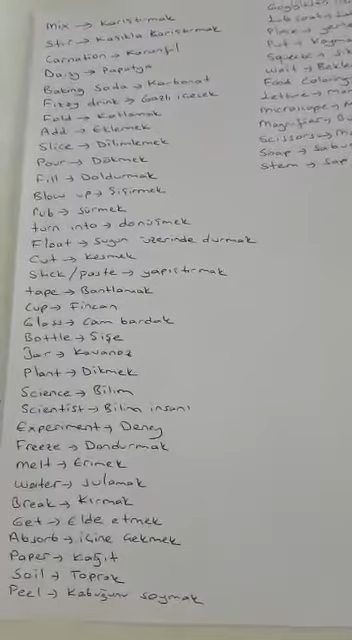 Mix → Karıştırmak
Stir → Kaşıkla Karıştırmak
Carnation → Karanfil
Daisy → Papatya
Baking Soda → Karbonat
Fizzy drink → Gazlı içecek
Fold → Katlamak
Add → Eklemek
Slice → Dilimlemek
Pour → Dökmek
Fill → Doldurmak
Blow up → Şişirmek
rub → Sürmek
turn into → dönüşmek
Float → Suyun üzerinde durmak
Cut → Kesmek
Stick/paste → yapıştırmak
tape → Bantlamak
Cup → Fincan
Glass → Cam bardak
Bottle → Şişe
Jar → Kavanoz
Plant → Dikmek
Science → Bilim
Scientist → Bilim insanı
Experiment → Deney
Freeze → Dondurmak
melt → Erimek
Water → Sulamak
Break → Kırmak
Get → Elde etmek
Absorb → içine Çekmek
Paper → Kağıt
Soil → Toprak
Peel → Kabuğunu soymak
Goggles
Place →
Put → Koyma
Squeeze →
wait → Bekle
Food Coloring
Lettuce →
microscope →
Magnifier →
Scissors →
Soap → Sabu
Stem → Sap